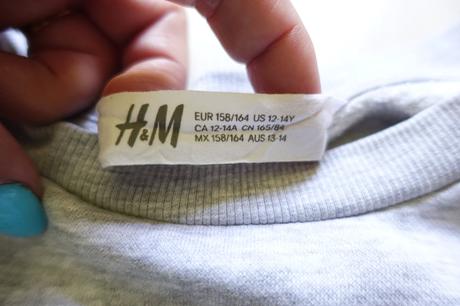 H&M
EUR 158/164 US 12-14Y
CA 12-14A CN 165/84
MX 158/164 AUS 13-14